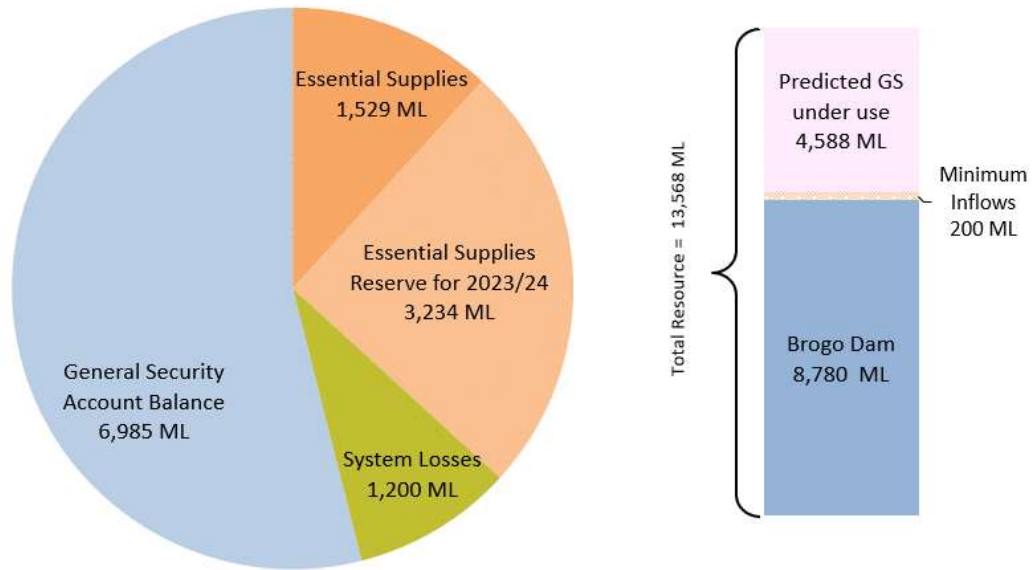 Essential Supplies
1,529 ML
Essential Supplies
Reserve for 2023/24
3,234 ML
System Losses
1,200 ML
General Security
Account Balance
6,985 ML
Total Resource = 13,568 ML
Predicted GS
under use
4,588 ML
Minimum
Inflows
200 ML
Brogo Dam
8,780 ML